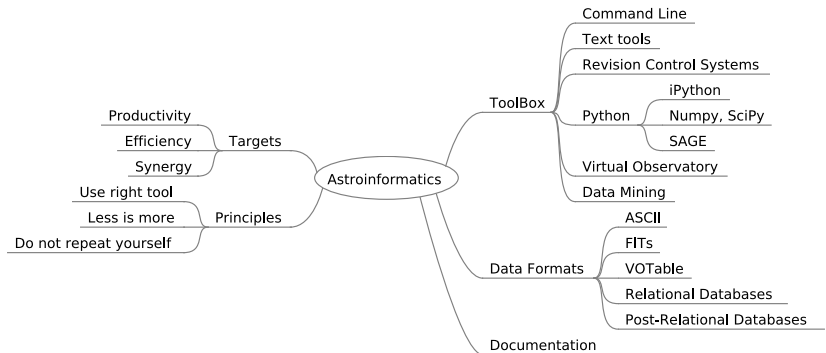 Astroinformatics
Targets
Productivity
Efficiency
Synergy
Principles
Use right tool
Less is more
Do not repeat yourself
ToolBox
Command Line
Text tools
Revision Control Systems
Python
iPython
Numpy, SciPy
SAGE
Virtual Observatory
Data Mining
Data Formats
ASCII
FITs
VOTable
Relational Databases
Post-Relational Databases
Documentation